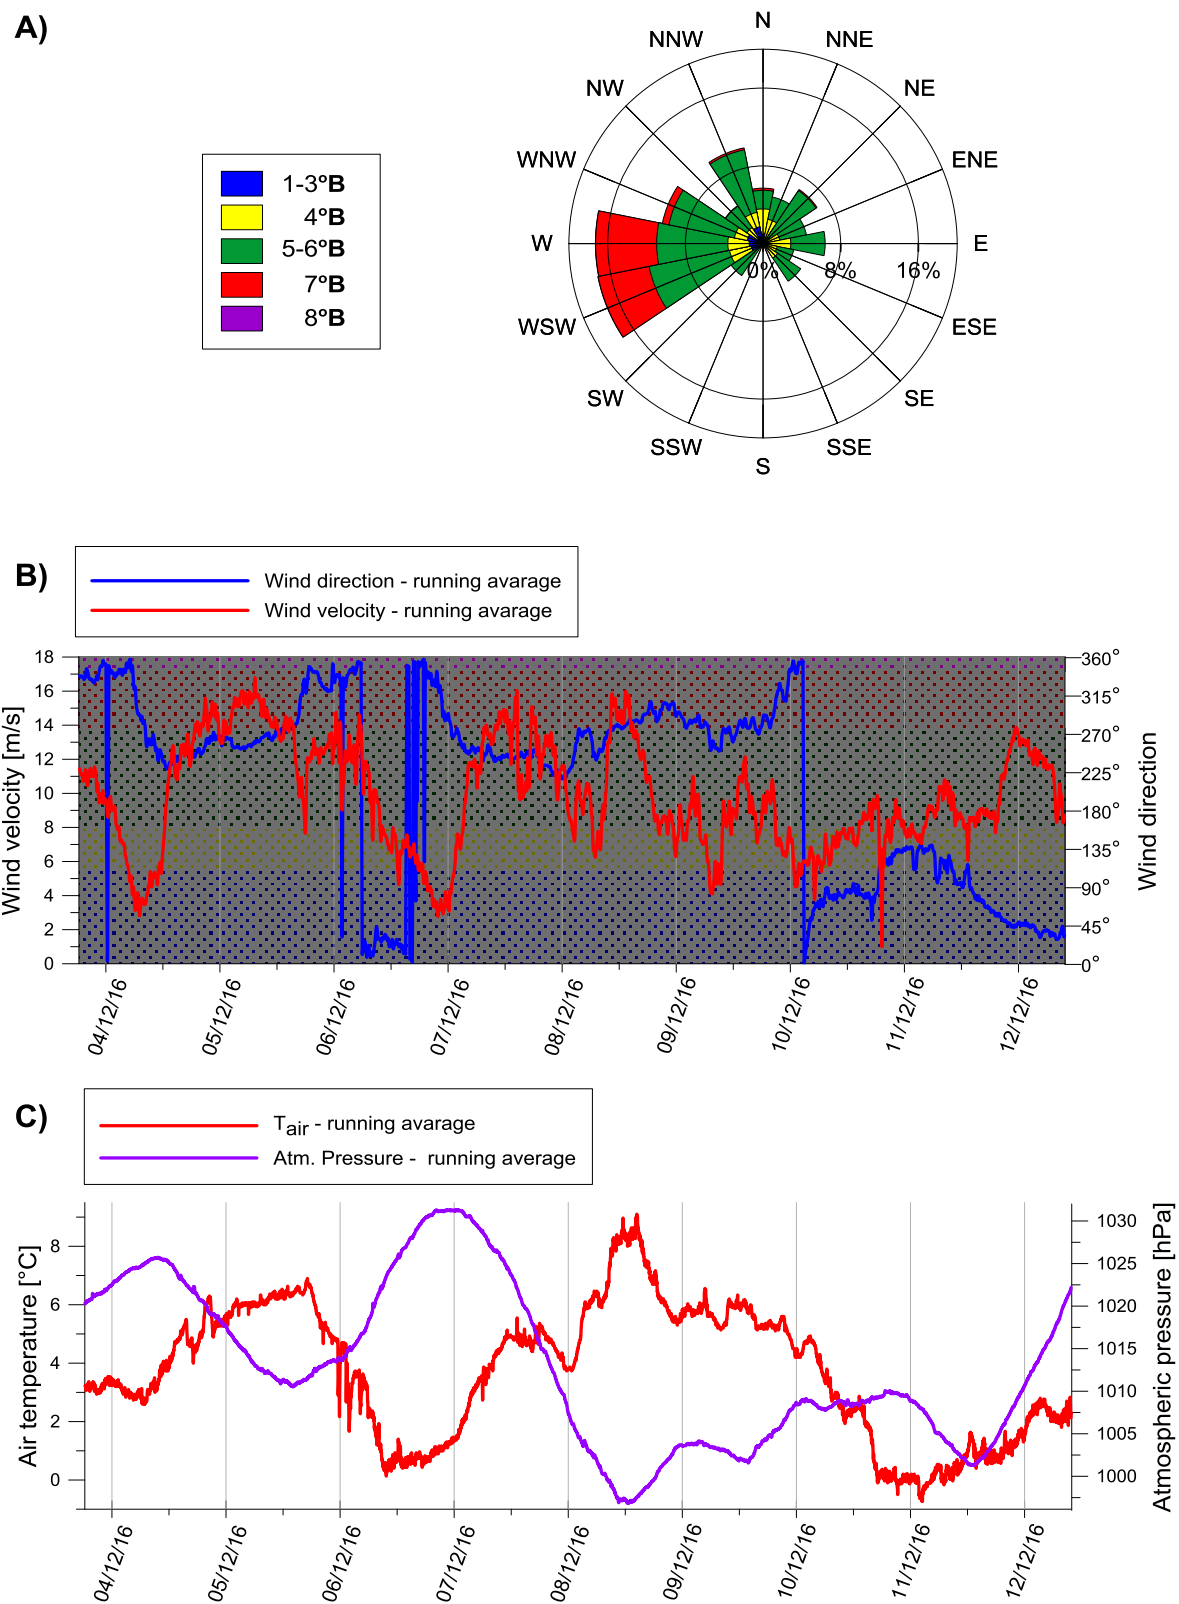 A)
N
NNW
NNE
NW
NE
WNW
ENE
1-3°B
4°B
5-6°B
7°B
8°B
W
E
0%
8%
16%
WSW
ESE
SW
SE
SSW
SSE
S
B)
Wind direction - running avarage
Wind velocity - running avarage
18
16
14
12
10
8
6
4
2
0
Wind velocity [m/s]
360°
315°
270°
225°
180°
135°
90°
45°
0°
Wind direction
04/12/16
05/12/16
06/12/16
07/12/16
08/12/16
09/12/16
10/12/16
11/12/16
12/12/16
C)
Tair - running avarage
Atm. Pressure - running average
8
6
4
2
0
Air temperature [°C]
1030
1025
1020
1015
1010
1005
1000
Atmospheric pressure [hPa]
04/12/16
05/12/16
06/12/16
07/12/16
08/12/16
09/12/16
10/12/16
11/12/16
12/12/16